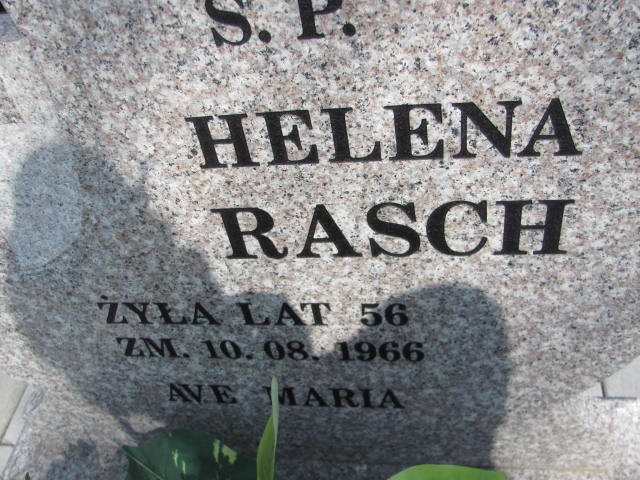 S. P.
HELENA
RASCH
ŻYŁA LAT 56
ZM. 10.08.1966
AVE MARIA